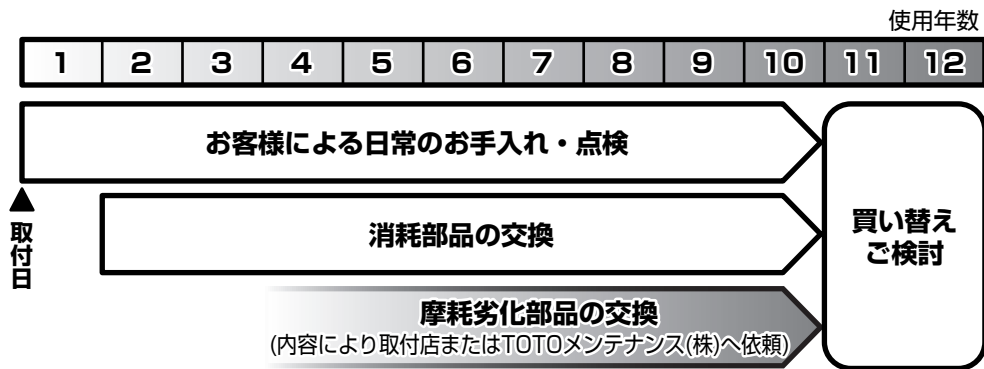 使用年数
1 2 3 4 5 6 7 8 9 10 11 12
お客様による日常のお手入れ・点検
取付日
消耗部品の交換
買い替え
ご検討
摩耗劣化部品の交換
(内容により取付店またはTOTOメンテナンス(株)へ依頼)